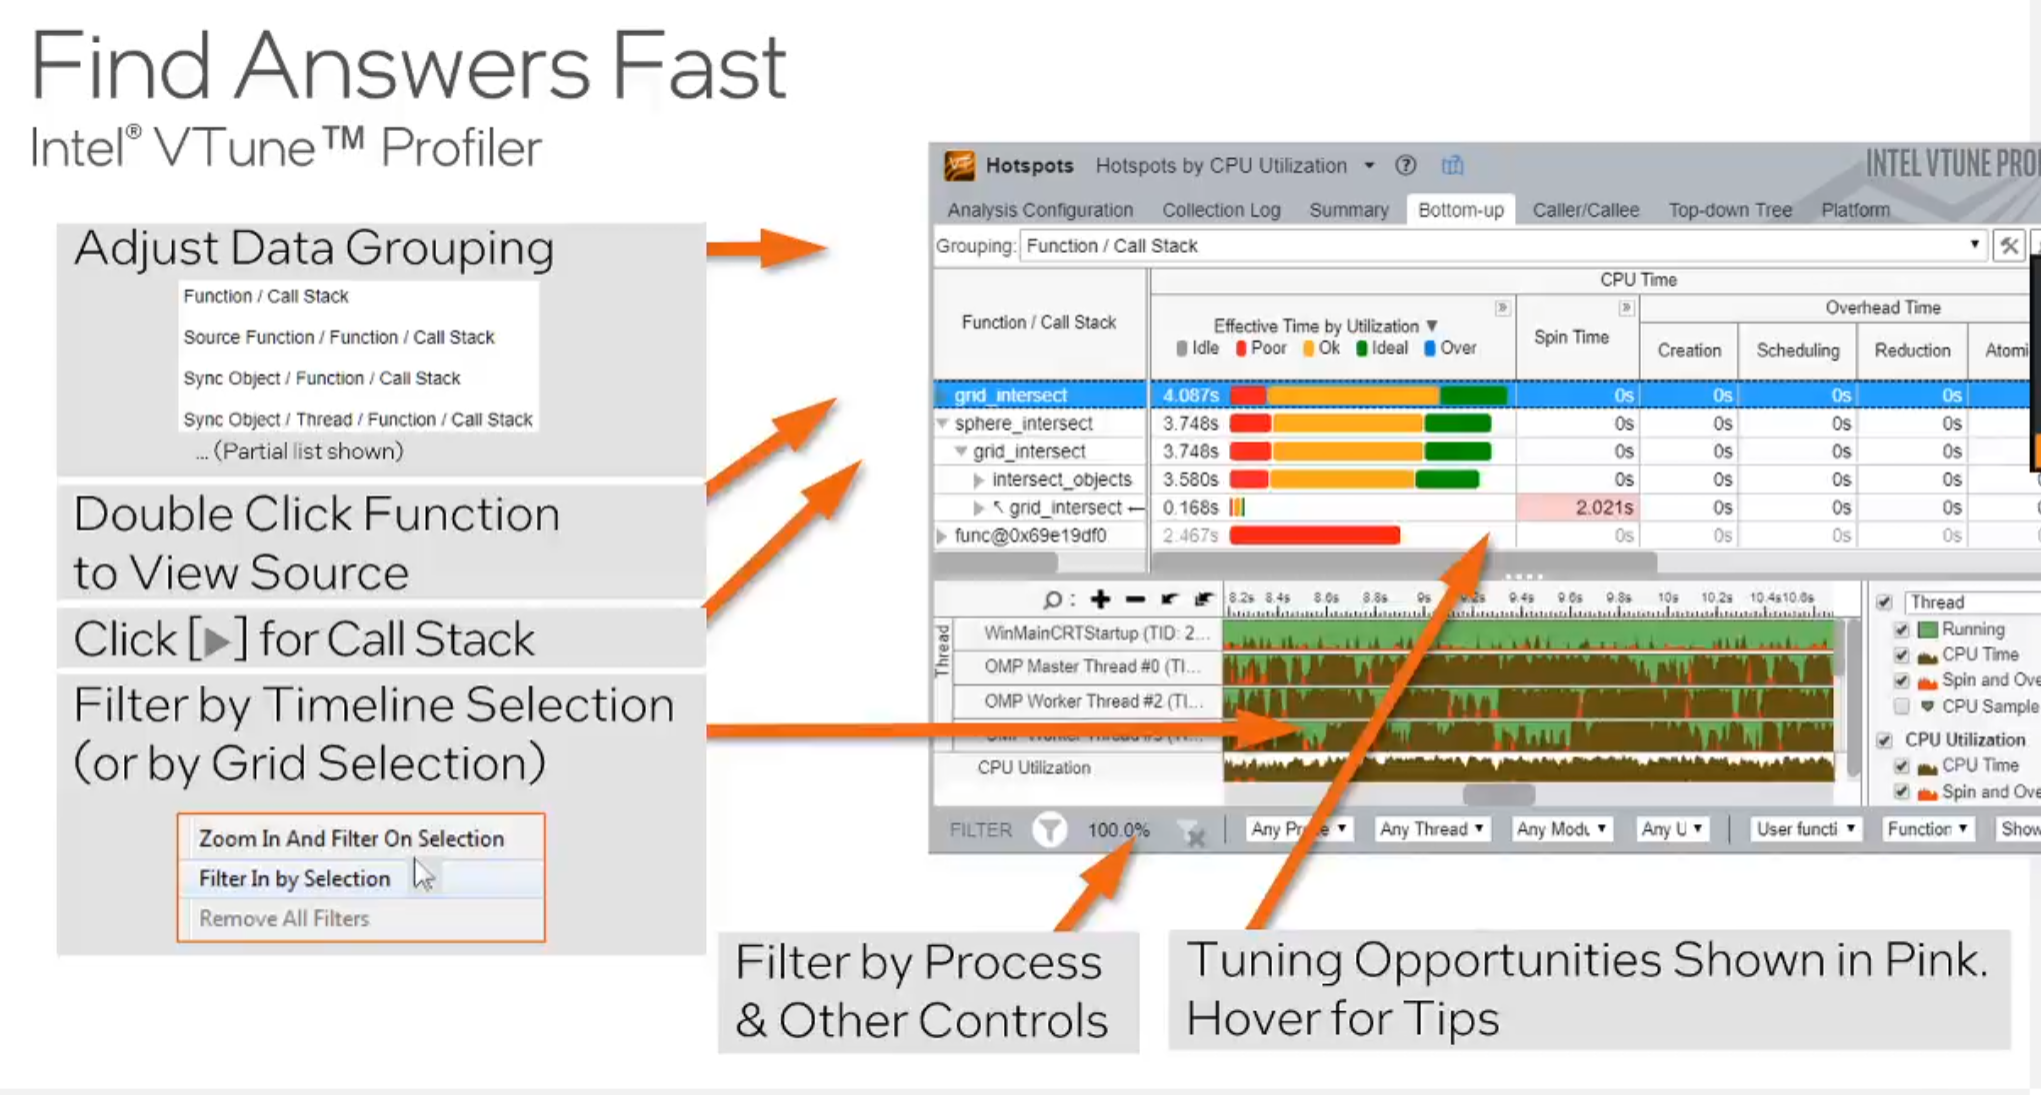 Find Answers Fast
Intel® VTune™ Profiler
Adjust Data Grouping
Function / Call Stack
Source Function / Function / Call Stack
Sync Object / Function / Call Stack
Sync Object / Thread / Function / Call Stack
... (Partial list shown)
Double Click Function
to View Source
Click [▶] for Call Stack
Filter by Timeline Selection
(or by Grid Selection)
Zoom In And Filter On Selection
Filter In by Selection
Remove All Filters
Hotspots Hotspots by CPU Utilization
INTEL VTUNE PRO
Analysis Configuration Collection Log Summary Bottom-up Caller/Callee Top-down Tree Platform
Grouping: Function / Call Stack
CPU Time
Function / Call Stack
Effective Time by Utilization ▼
Idle Poor Ok Ideal Over
Spin Time
Overhead Time
Creation Scheduling Reduction Atomi
grid_intersect 4.087s 0s 0s 0s 0s
sphere_intersect 3.748s 0s 0s 0s 0s
grid_intersect 3.748s 0s 0s 0s 0s
intersect_objects 3.580s 0s 0s 0s 0s
grid_intersect ← 0.168s 2.021s 0s 0s 0s
func@0x69e19df0 2.467s 0s 0s 0s 0s
8.2s 8.4s 8.6s 8.8s 9s 9.2s 9.4s 9.6s 9.8s 10s 10.2s 10.4s 10.6s
Thread
WinMainCRTStartup (TID: 2...
OMP Master Thread #0 (TI...
OMP Worker Thread #2 (TI...
OMP Worker Thread #3 (TI...
CPU Utilization
Thread
Running
CPU Time
Spin and Ove
CPU Sample
CPU Utilization
CPU Time
Spin and Ove
FILTER 100.0% Any Thread Any Modu Any U User functi Function Show
Filter by Process
& Other Controls
Tuning Opportunities Shown in Pink.
Hover for Tips